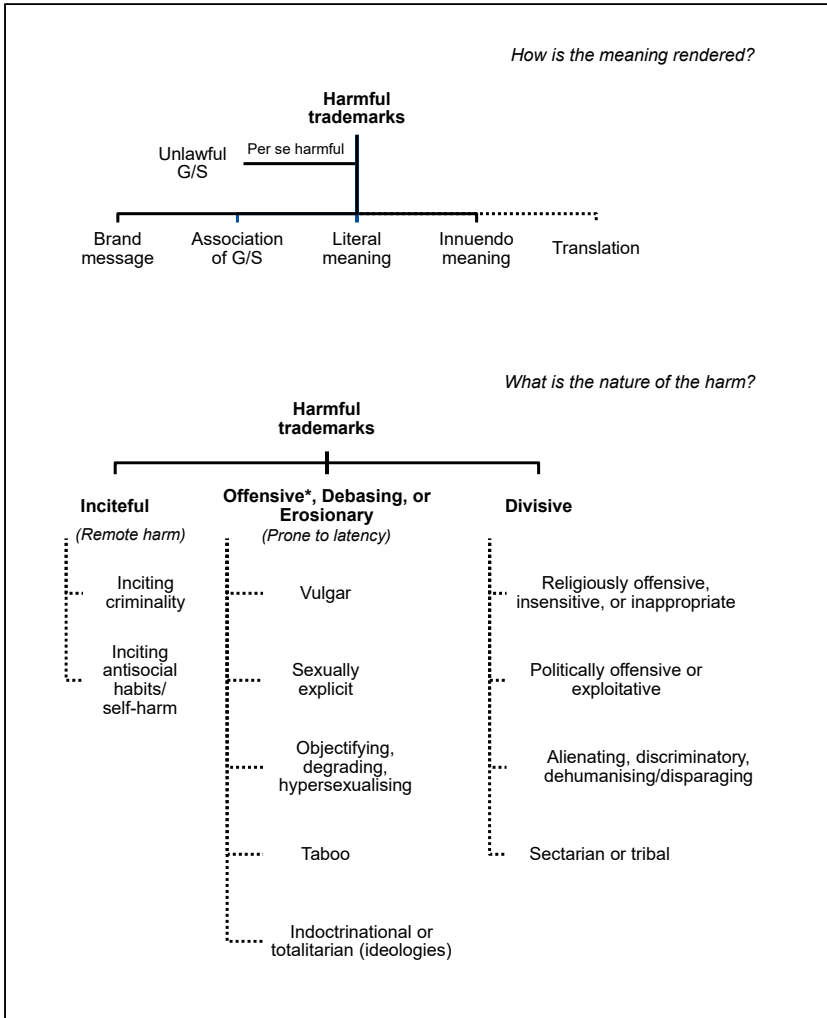 How is the meaning rendered?
Harmful
trademarks
Per se harmful
Unlawful
G/S
Brand
message
Association
of G/S
Literal
meaning
Innuendo
meaning
Translation
What is the nature of the harm?
Harmful
trademarks
Inciteful
(Remote harm)
Inciting
criminality
Inciting
antisocial
habits/
self-harm
Offensive*, Debasing, or
Erosionary
(Prone to latency)
Vulgar
Sexually
explicit
Objectifying,
degrading,
hypersexualising
Taboo
Indoctrinational or
totalitarian (ideologies)
Divisive
Religiously offensive,
insensitive, or inappropriate
Politically offensive or
exploitative
Alienating, discriminatory,
dehumanising/disparaging
Sectarian or tribal